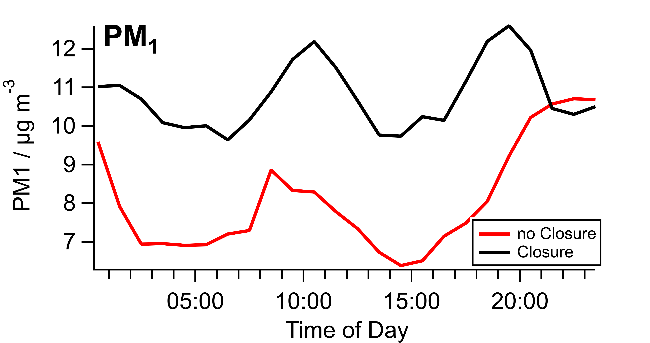 PM₁
12
11
10
9
8
7
PM1 / µg m⁻³
no Closure
Closure
05:00 10:00 15:00 20:00
Time of Day